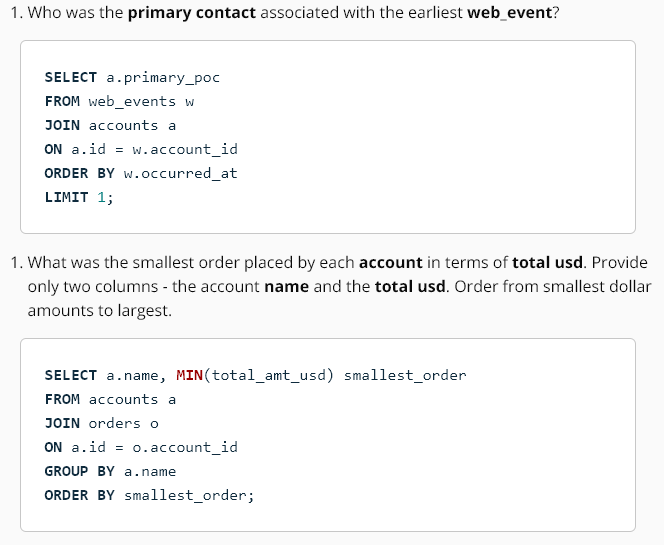 1. Who was the primary contact associated with the earliest web_event?
SELECT a.primary_poc
FROM web_events w
JOIN accounts a
ON a.id = w.account_id
ORDER BY w.occurred_at
LIMIT 1;
1. What was the smallest order placed by each account in terms of total usd. Provide
only two columns - the account name and the total usd. Order from smallest dollar
amounts to largest.
SELECT a.name, MIN(total_amt_usd) smallest_order
FROM accounts a
JOIN orders o
ON a.id = o.account_id
GROUP BY a.name
ORDER BY smallest_order;